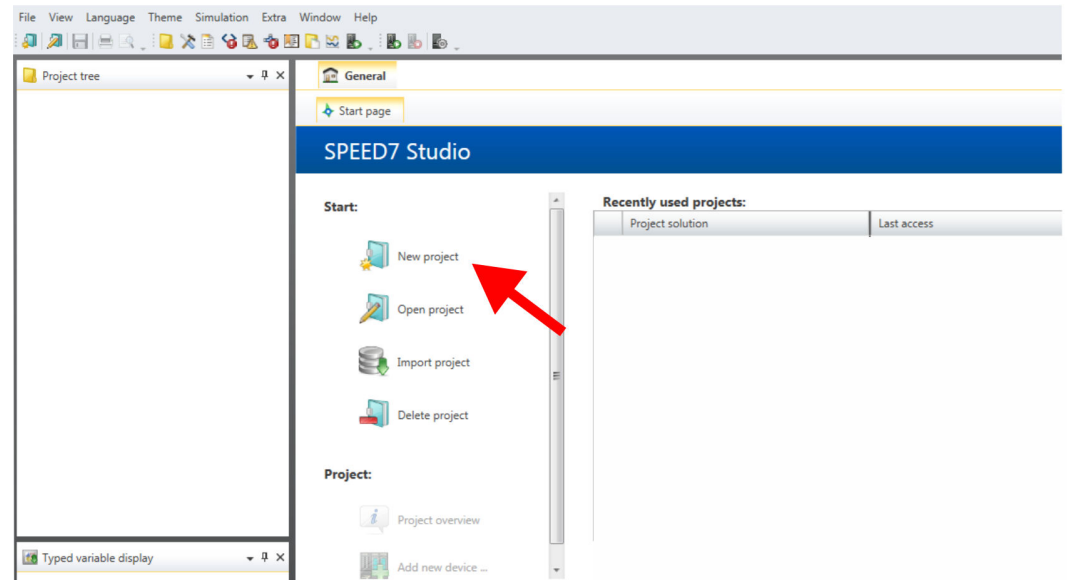 File View Language Theme Simulation Extra Window Help
Project tree
General
Start page
SPEED7 Studio
Start:
New project
Open project
Import project
Delete project
Project:
Project overview
Add new device ...
Recently used projects:
Project solution Last access
Typed variable display